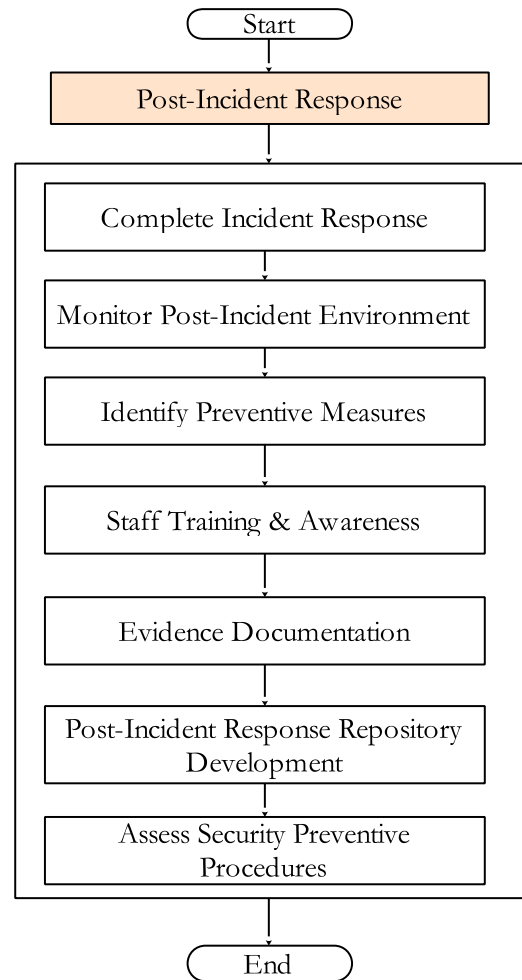 Start
Post-Incident Response
Complete Incident Response
Monitor Post-Incident Environment
Identify Preventive Measures
Staff Training & Awareness
Evidence Documentation
Post-Incident Response Repository
Development
Assess Security Preventive
Procedures
End